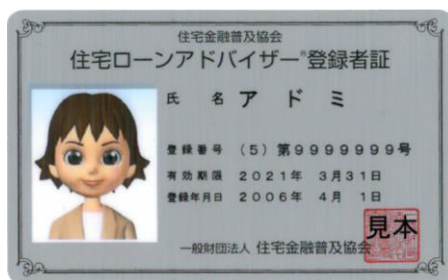 住宅金融普及協会
住宅ローンアドバイザー®登録者証
氏 名 ア ド ミ
登録番号 (5) 第9999999号
有効期限 2021年 3月31日
登録年月日 2006年 4月 1日
見本
一般財団法人 住宅金融普及協会